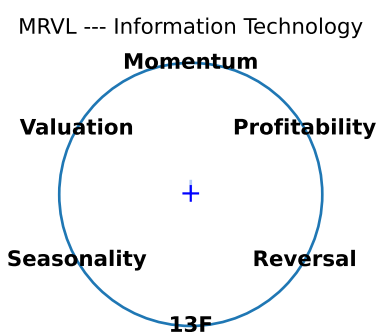 MRVL --- Information Technology
Momentum
Valuation
Profitability
Seasonality
Reversal
13F